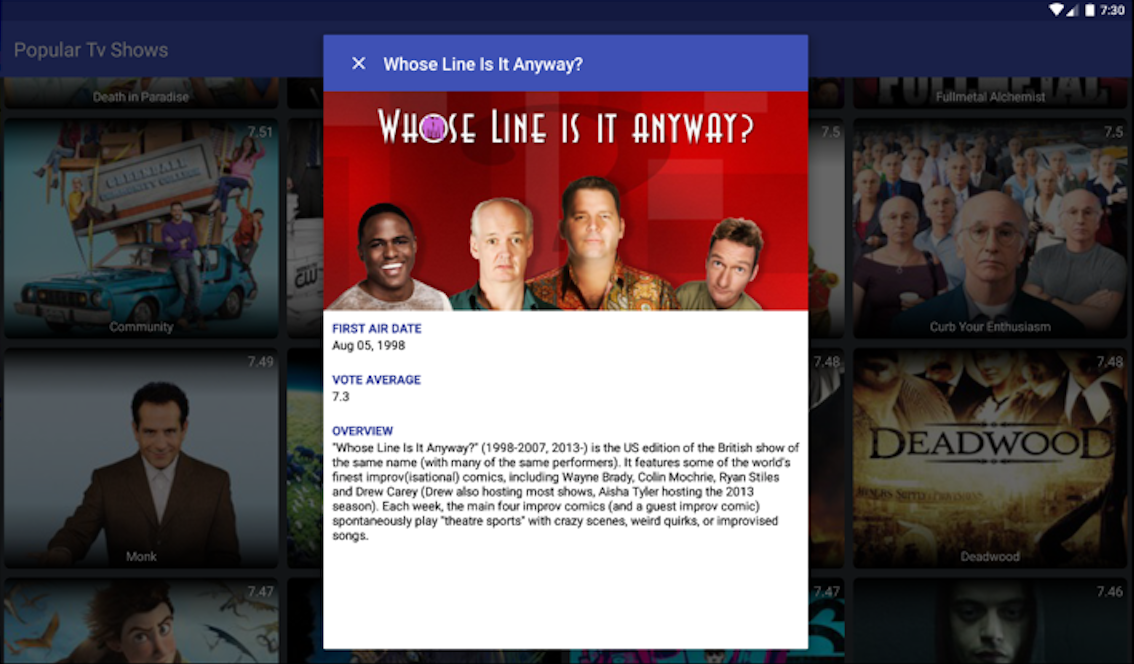 7:30
Popular Tv Shows
Whose Line Is It Anyway?
WHOSE LINE IS IT ANYWAY?
FIRST AIR DATE
Aug 05, 1998
VOTE AVERAGE
7.3
OVERVIEW
"Whose Line Is It Anyway?" (1998-2007, 2013-) is the US edition of the British show of
the same name (with many of the same performers). It features some of the world's
finest improv(isational) comics, including Wayne Brady, Colin Mochrie, Ryan Stiles
and Drew Carey (Drew also hosting most shows, Aisha Tyler hosting the 2013
season). Each week, the main four improv comics (and a guest improv comic)
spontaneously play "theatre sports" with crazy scenes, weird quirks, or improvised
songs.
Death in Paradise
FULLMETAL
Fullmetal Alchemist
7.51
GREENDALE
COMMUNITY COLLEGE
Community
CW
7.5
7.5
Curb Your Enthusiasm
7.49
Monk
7.48
7.48
DEADWOOD
Deadwood
7.47
7.47
7.46